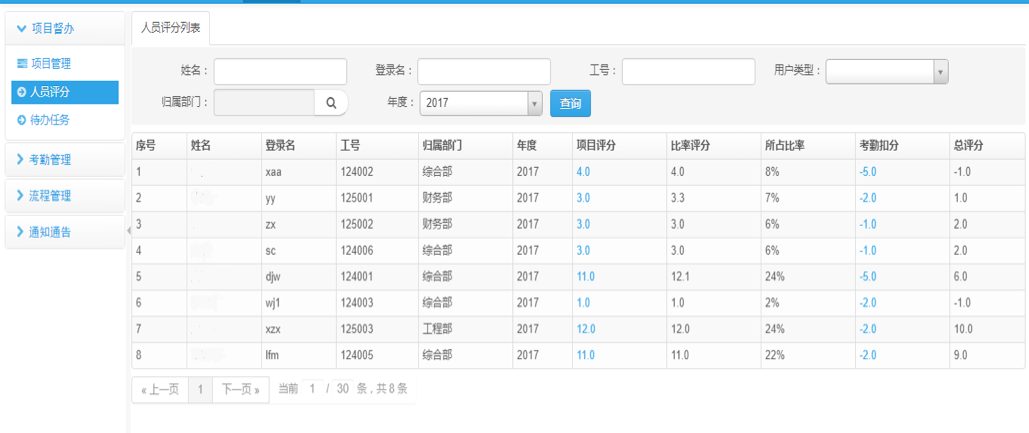 项目督办
项目管理
人员评分
待办任务
考勤管理
流程管理
通知通告
人员评分列表
姓名： 登录名： 工号： 用户类型：
归属部门： 年度： 2017 查询
序号 姓名 登录名 工号 归属部门 年度 项目评分 比率评分 所占比率 考勤扣分 总评分
1 xaa 124002 综合部 2017 4.0 4.0 8% -5.0 -1.0
2 yy 125001 财务部 2017 3.0 3.3 7% -2.0 1.0
3 zx 125002 财务部 2017 3.0 3.0 6% -1.0 2.0
4 sc 124006 综合部 2017 3.0 3.0 6% -1.0 2.0
5 djw 124001 综合部 2017 11.0 12.1 24% -5.0 6.0
6 wj1 124003 综合部 2017 1.0 1.0 2% -2.0 -1.0
7 xzx 125003 工程部 2017 12.0 12.0 24% -2.0 10.0
8 lfm 124005 综合部 2017 11.0 11.0 22% -2.0 9.0
« 上一页 1 下一页 » 当前 1 / 30 条，共 8 条